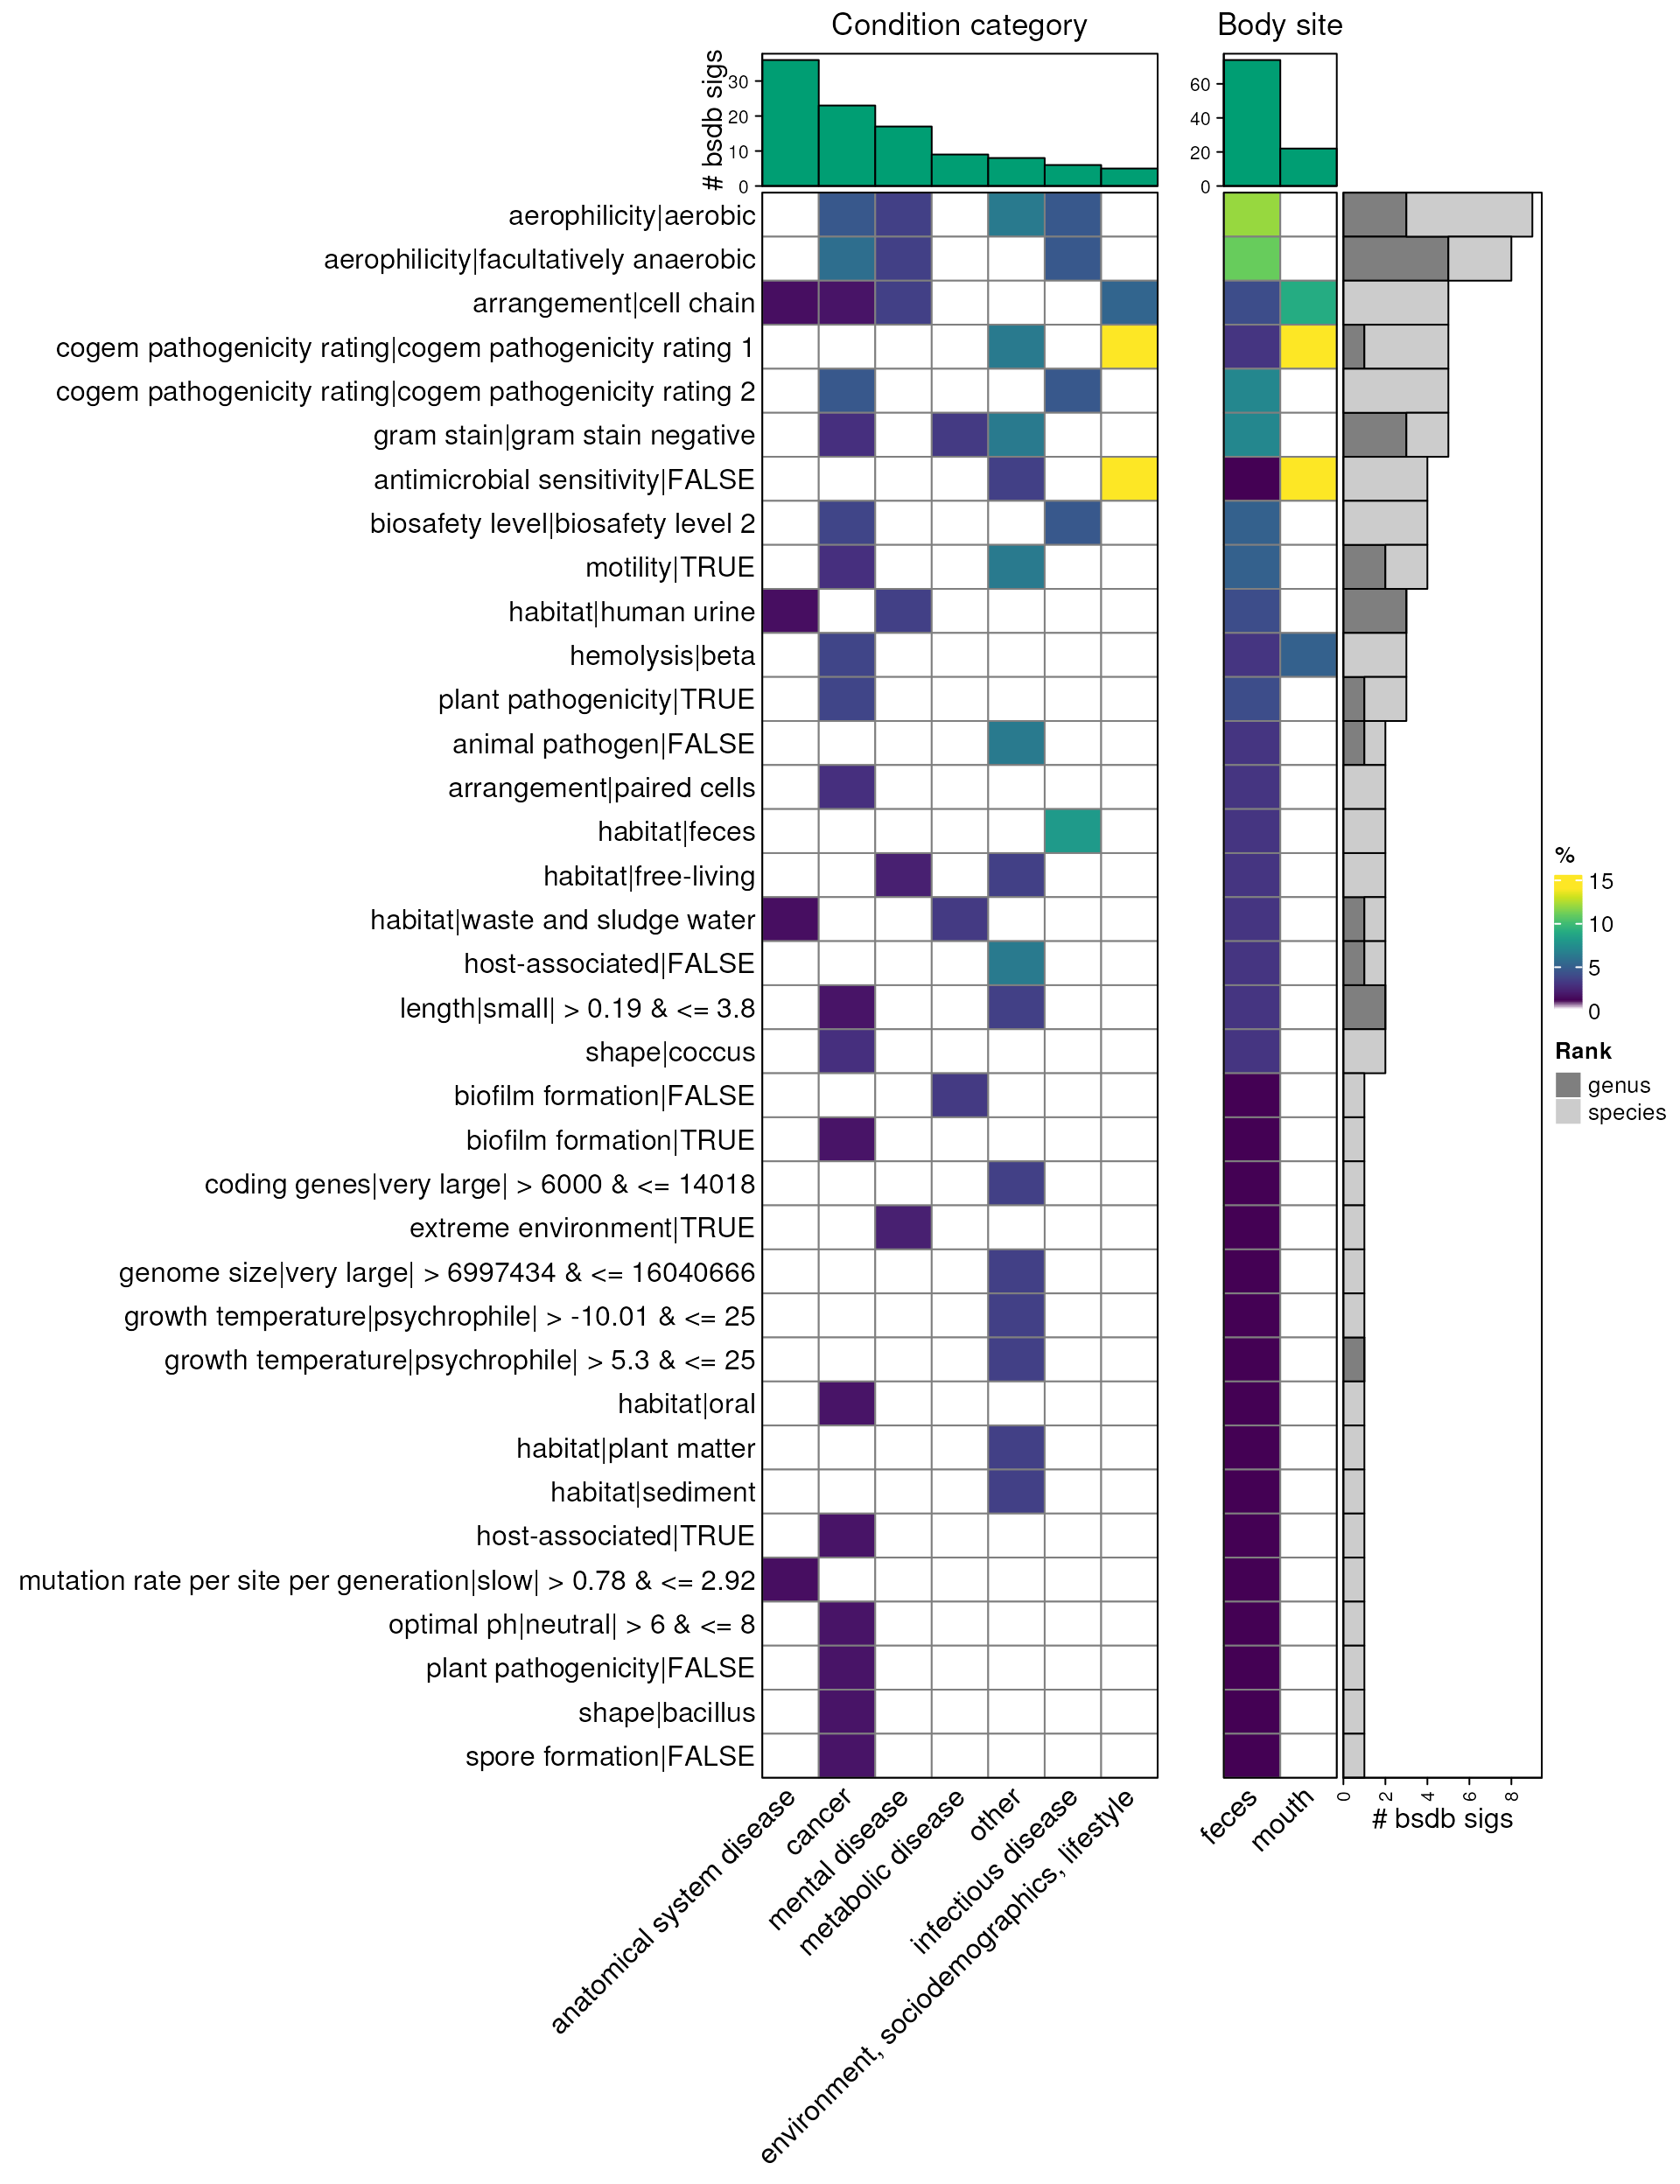 Condition category
Body site
# bsdb sigs
30
20
10
0
60
40
20
0
aerophilicity|aerobic
aerophilicity|facultatively anaerobic
arrangement|cell chain
cogem pathogenicity rating|cogem pathogenicity rating 1
cogem pathogenicity rating|cogem pathogenicity rating 2
gram stain|gram stain negative
antimicrobial sensitivity|FALSE
biosafety level|biosafety level 2
motility|TRUE
habitat|human urine
hemolysis|beta
plant pathogenicity|TRUE
animal pathogen|FALSE
arrangement|paired cells
habitat|feces
habitat|free-living
habitat|waste and sludge water
host-associated|FALSE
length|small| > 0.19 & <= 3.8
shape|coccus
biofilm formation|FALSE
biofilm formation|TRUE
coding genes|very large| > 6000 & <= 14018
extreme environment|TRUE
genome size|very large| > 6997434 & <= 16040666
growth temperature|psychrophile| > -10.01 & <= 25
growth temperature|psychrophile| > 5.3 & <= 25
habitat|oral
habitat|plant matter
habitat|sediment
host-associated|TRUE
mutation rate per site per generation|slow| > 0.78 & <= 2.92
optimal ph|neutral| > 6 & <= 8
plant pathogenicity|FALSE
shape|bacillus
spore formation|FALSE
anatomical system disease
cancer
mental disease
metabolic disease
other
infectious disease
environment, sociodemographics, lifestyle
feces
mouth
0
2
4
6
8
# bsdb sigs
%
15
10
5
0
Rank
genus
species